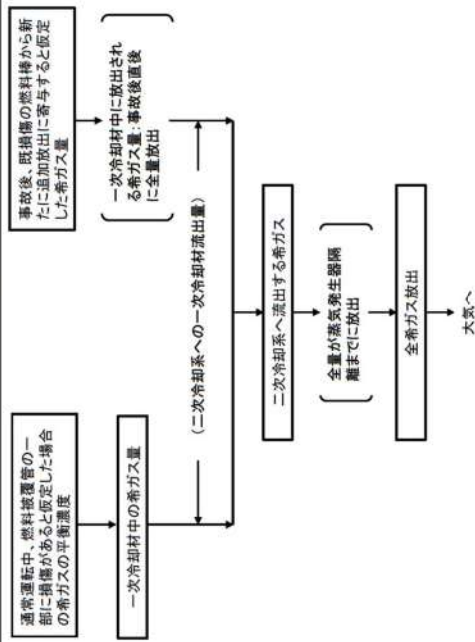 通常運転中、燃料被覆管の一
部に損傷があると仮定した場合
の希ガスの平衡濃度
一次冷却材中の希ガス量
事故後、既損傷の燃料棒から新
たに追加放出に寄与すると仮定
した希ガス量
一次冷却材中に放出され
る希ガス量:事故後直後
に全量放出
(二次冷却系への一次冷却材流出量)
二次冷却系へ流出する希ガス
全量が蒸気発生器隔
離までに放出
全希ガス放出
大気へ